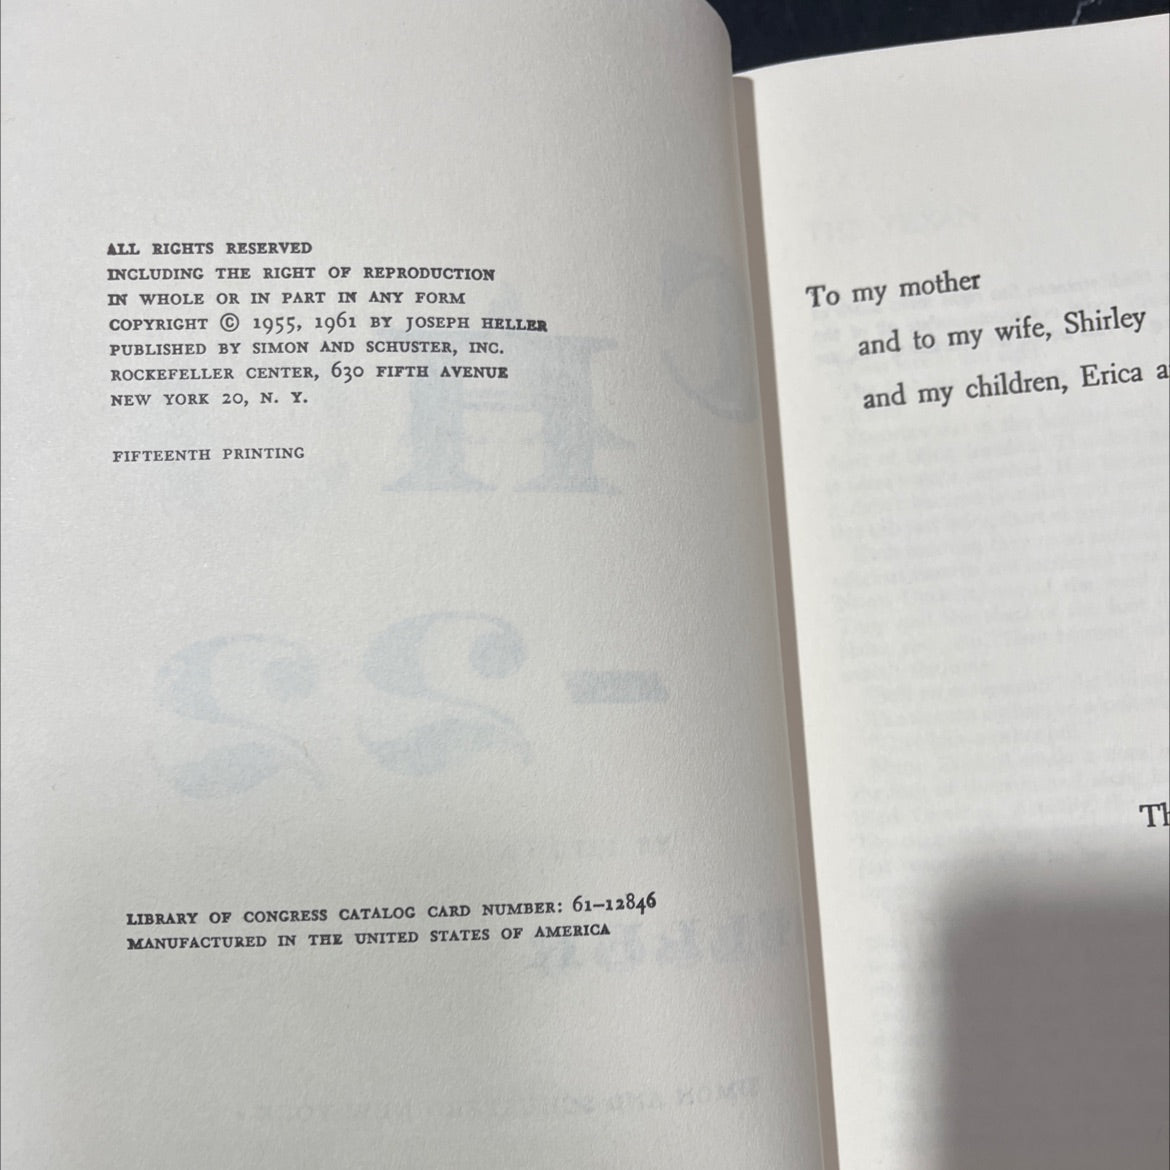 ALL RIGHTS RESERVED
INCLUDING THE RIGHT OF REPRODUCTION
IN WHOLE OR IN PART IN ANY FORM
COPYRIGHT © 1955, 1961 BY JOSEPH HELLER
PUBLISHED BY SIMON AND SCHUSTER, INC.
ROCKEFELLER CENTER, 630 FIFTH AVENUE
NEW YORK 20, N. Y.
FIFTEENTH PRINTING
LIBRARY OF CONGRESS CATALOG CARD NUMBER: 61–12846
MANUFACTURED IN THE UNITED STATES OF AMERICA
To my mother
and to my wife, Shirley
and my children, Erica